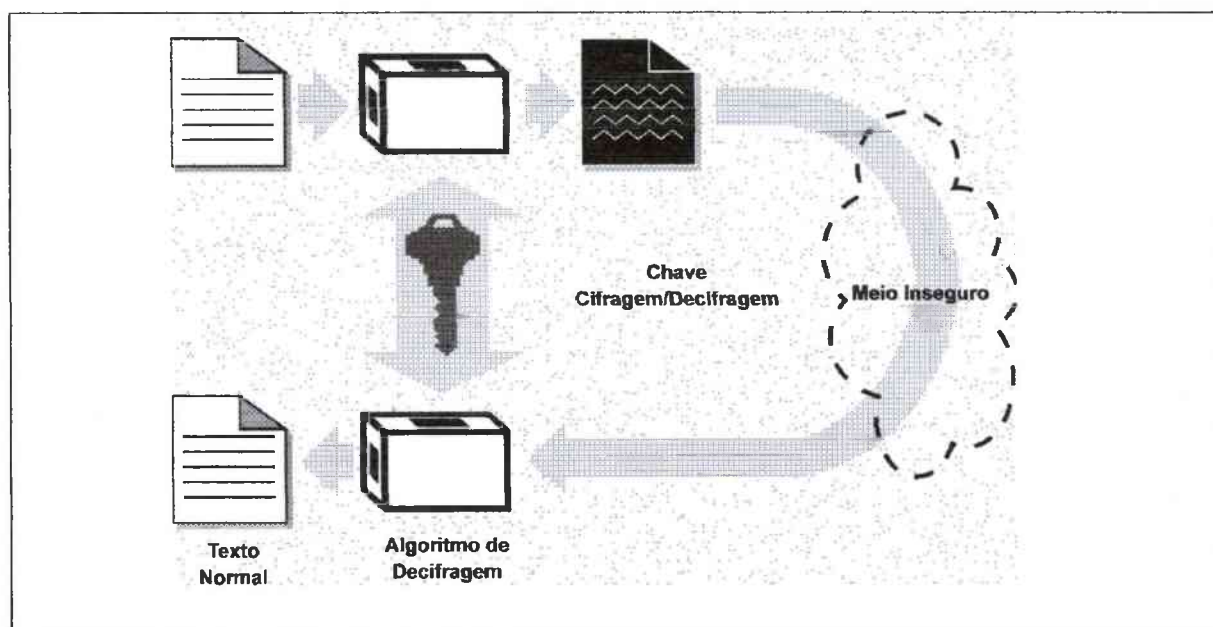 Chave
Cifragem/Decifragem
Meio Inseguro
Texto
Normal
Algoritmo de
Decifragem